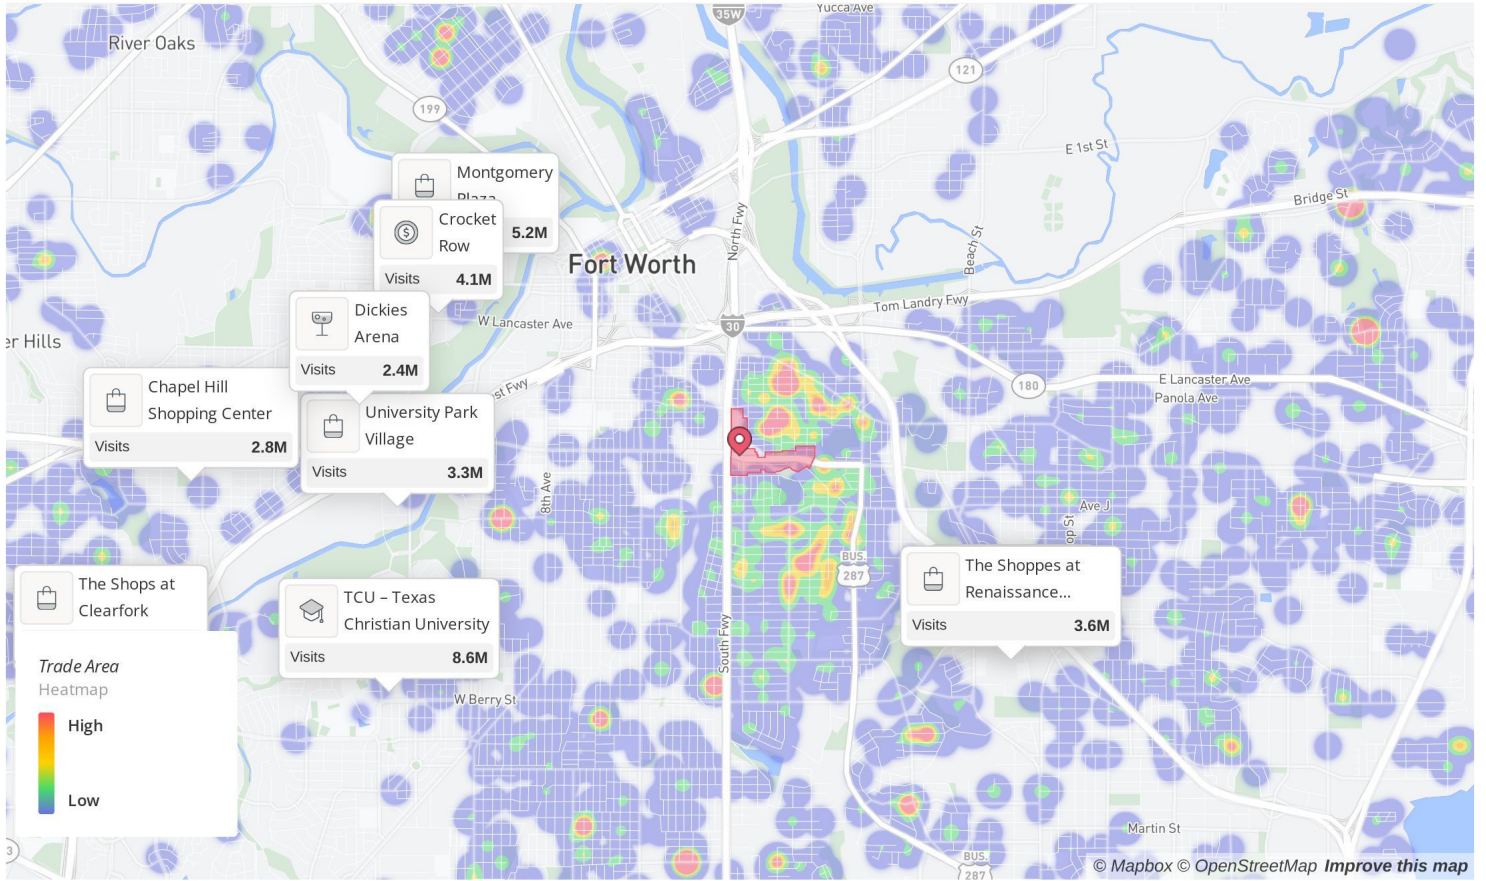 Yucca Ave
35W
River Oaks
121
199
E 1st St
Montgomery
Plaza
5.2M
Crocket
Row
Visits 4.1M
Bridge St
North Fwy
Beach St
Fort Worth
Tom Landry Fwy
Dickies
Arena
Visits 2.4M
W Lancaster Ave
30
er Hills
st Fwy
180
E Lancaster Ave
Panola Ave
Chapel Hill
Shopping Center
Visits 2.8M
University Park
Village
Visits 3.3M
8th Ave
Ave J
op St
BUS.
287
The Shops at
Clearfork
TCU – Texas
Christian University
Visits 8.6M
The Shoppes at
Renaissance...
Visits 3.6M
South Fwy
W Berry St
Trade Area
Heatmap
High
Low
3
Martin St
BUS.
287
© Mapbox © OpenStreetMap Improve this map